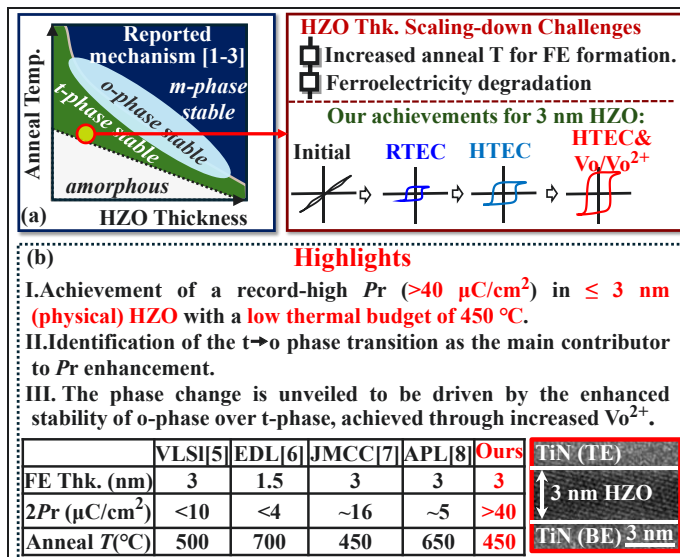 Reported
mechanism [1-3]
m-phase
stable
o-phase stable
t-phase stable
amorphous
Anneal Temp.
HZO Thickness
(a)
HZO Thk. Scaling-down Challenges
Increased anneal T for FE formation.
Ferroelectricity degradation
Our achievements for 3 nm HZO:
Initial
RTEC
HTEC
HTEC&
Vo/Vo²⁺
(b)
Highlights
I.Achievement of a record-high Pr (>40 μC/cm²) in ≤ 3 nm
(physical) HZO with a low thermal budget of 450 ℃.
II.Identification of the t→o phase transition as the main contributor
to Pr enhancement.
III. The phase change is unveiled to be driven by the enhanced
stability of o-phase over t-phase, achieved through increased Vo²⁺.
VLSI[5] EDL[6] JMCC[7] APL[8] Ours
FE Thk. (nm) 3 1.5 3 3 3
2Pr (μC/cm²) <10 <4 ~16 ~5 >40
Anneal T(℃) 500 700 450 650 450
TiN (TE)
3 nm HZO
TiN (BE)
3 nm